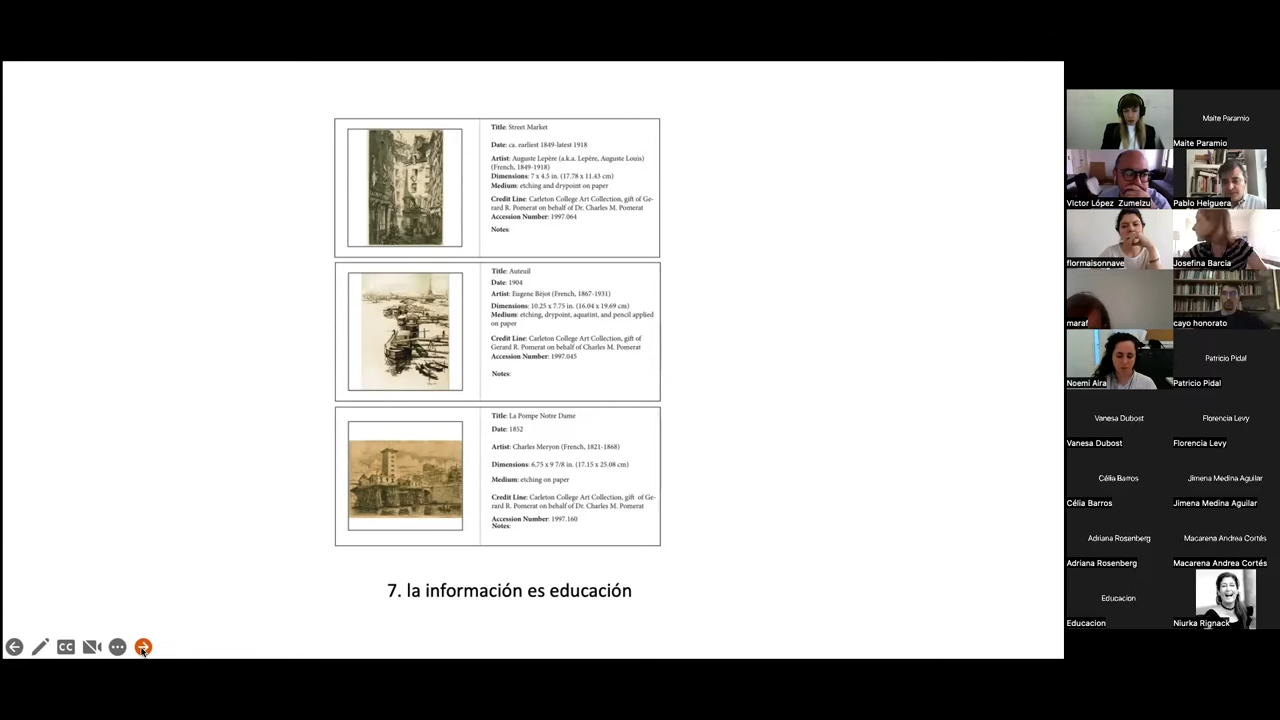 Title: Street Market
Date: ca. earliest 1849-latest 1918
Artist: Auguste Lepère (a.k.a. Lepère, Auguste Louis)
(French, 1849-1918)
Dimensions: 7 x 4.5 in. (17.78 x 11.43 cm)
Medium: etching and drypoint on paper
Credit Line: Carleton College Art Collection, gift of Ge-
rard R. Pomerat on behalf of Dr. Charles M. Pomerat
Accession Number: 1997.064
Notes:
Title: Auteuil
Date: 1904
Artist: Eugene Béjot (French, 1867-1931)
Dimensions: 10.25 x 7.75 in. (16.04 x 19.69 cm)
Medium: etching, drypoint, aquatint, and pencil applied
on paper
Credit Line: Carleton College Art Collection, gift of
Gerard R. Pomerat on behalf of Charles M. Pomerat
Accession Number: 1997.045
Notes:
Title: La Pompe Notre Dame
Date: 1852
Artist: Charles Meryon (French, 1821-1868)
Dimensions: 6.75 x 9 7/8 in. (17.15 x 25.08 cm)
Medium: etching on paper
Credit Line: Carleton College Art Collection, gift of Ge-
rard R. Pomerat on behalf of Dr. Charles M. Pomerat
Accession Number: 1997.160
Notes:
7. la información es educación
CC
Maite Paramio
Maite Paramio
Victor López Zumelzu
Pablo Helguera
flormaisonnave
Josefina Barcia
maraf
cayo honorato
Noemi Aira
Patricio Pidal
Patricio Pidal
Vanesa Dubost
Vanesa Dubost
Florencia Levy
Florencia Levy
Célia Barros
Célia Barros
Jimena Medina Aguilar
Jimena Medina Aguilar
Adriana Rosenberg
Adriana Rosenberg
Macarena Andrea Cortés
Macarena Andrea Cortés
Educacion
Educacion
Niurka Rignack